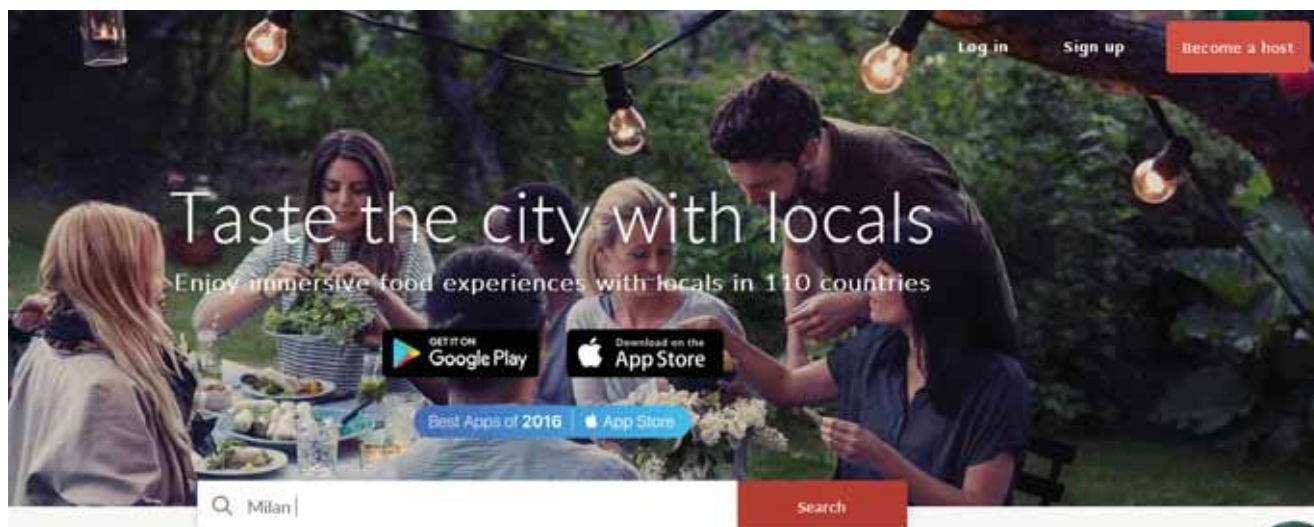 Log in Sign up Become a host
Taste the city with locals
Enjoy immersive food experiences with locals in 110 countries
GET IT ON
Google Play
Download on the
App Store
Best Apps of 2016 App Store
Milan Search